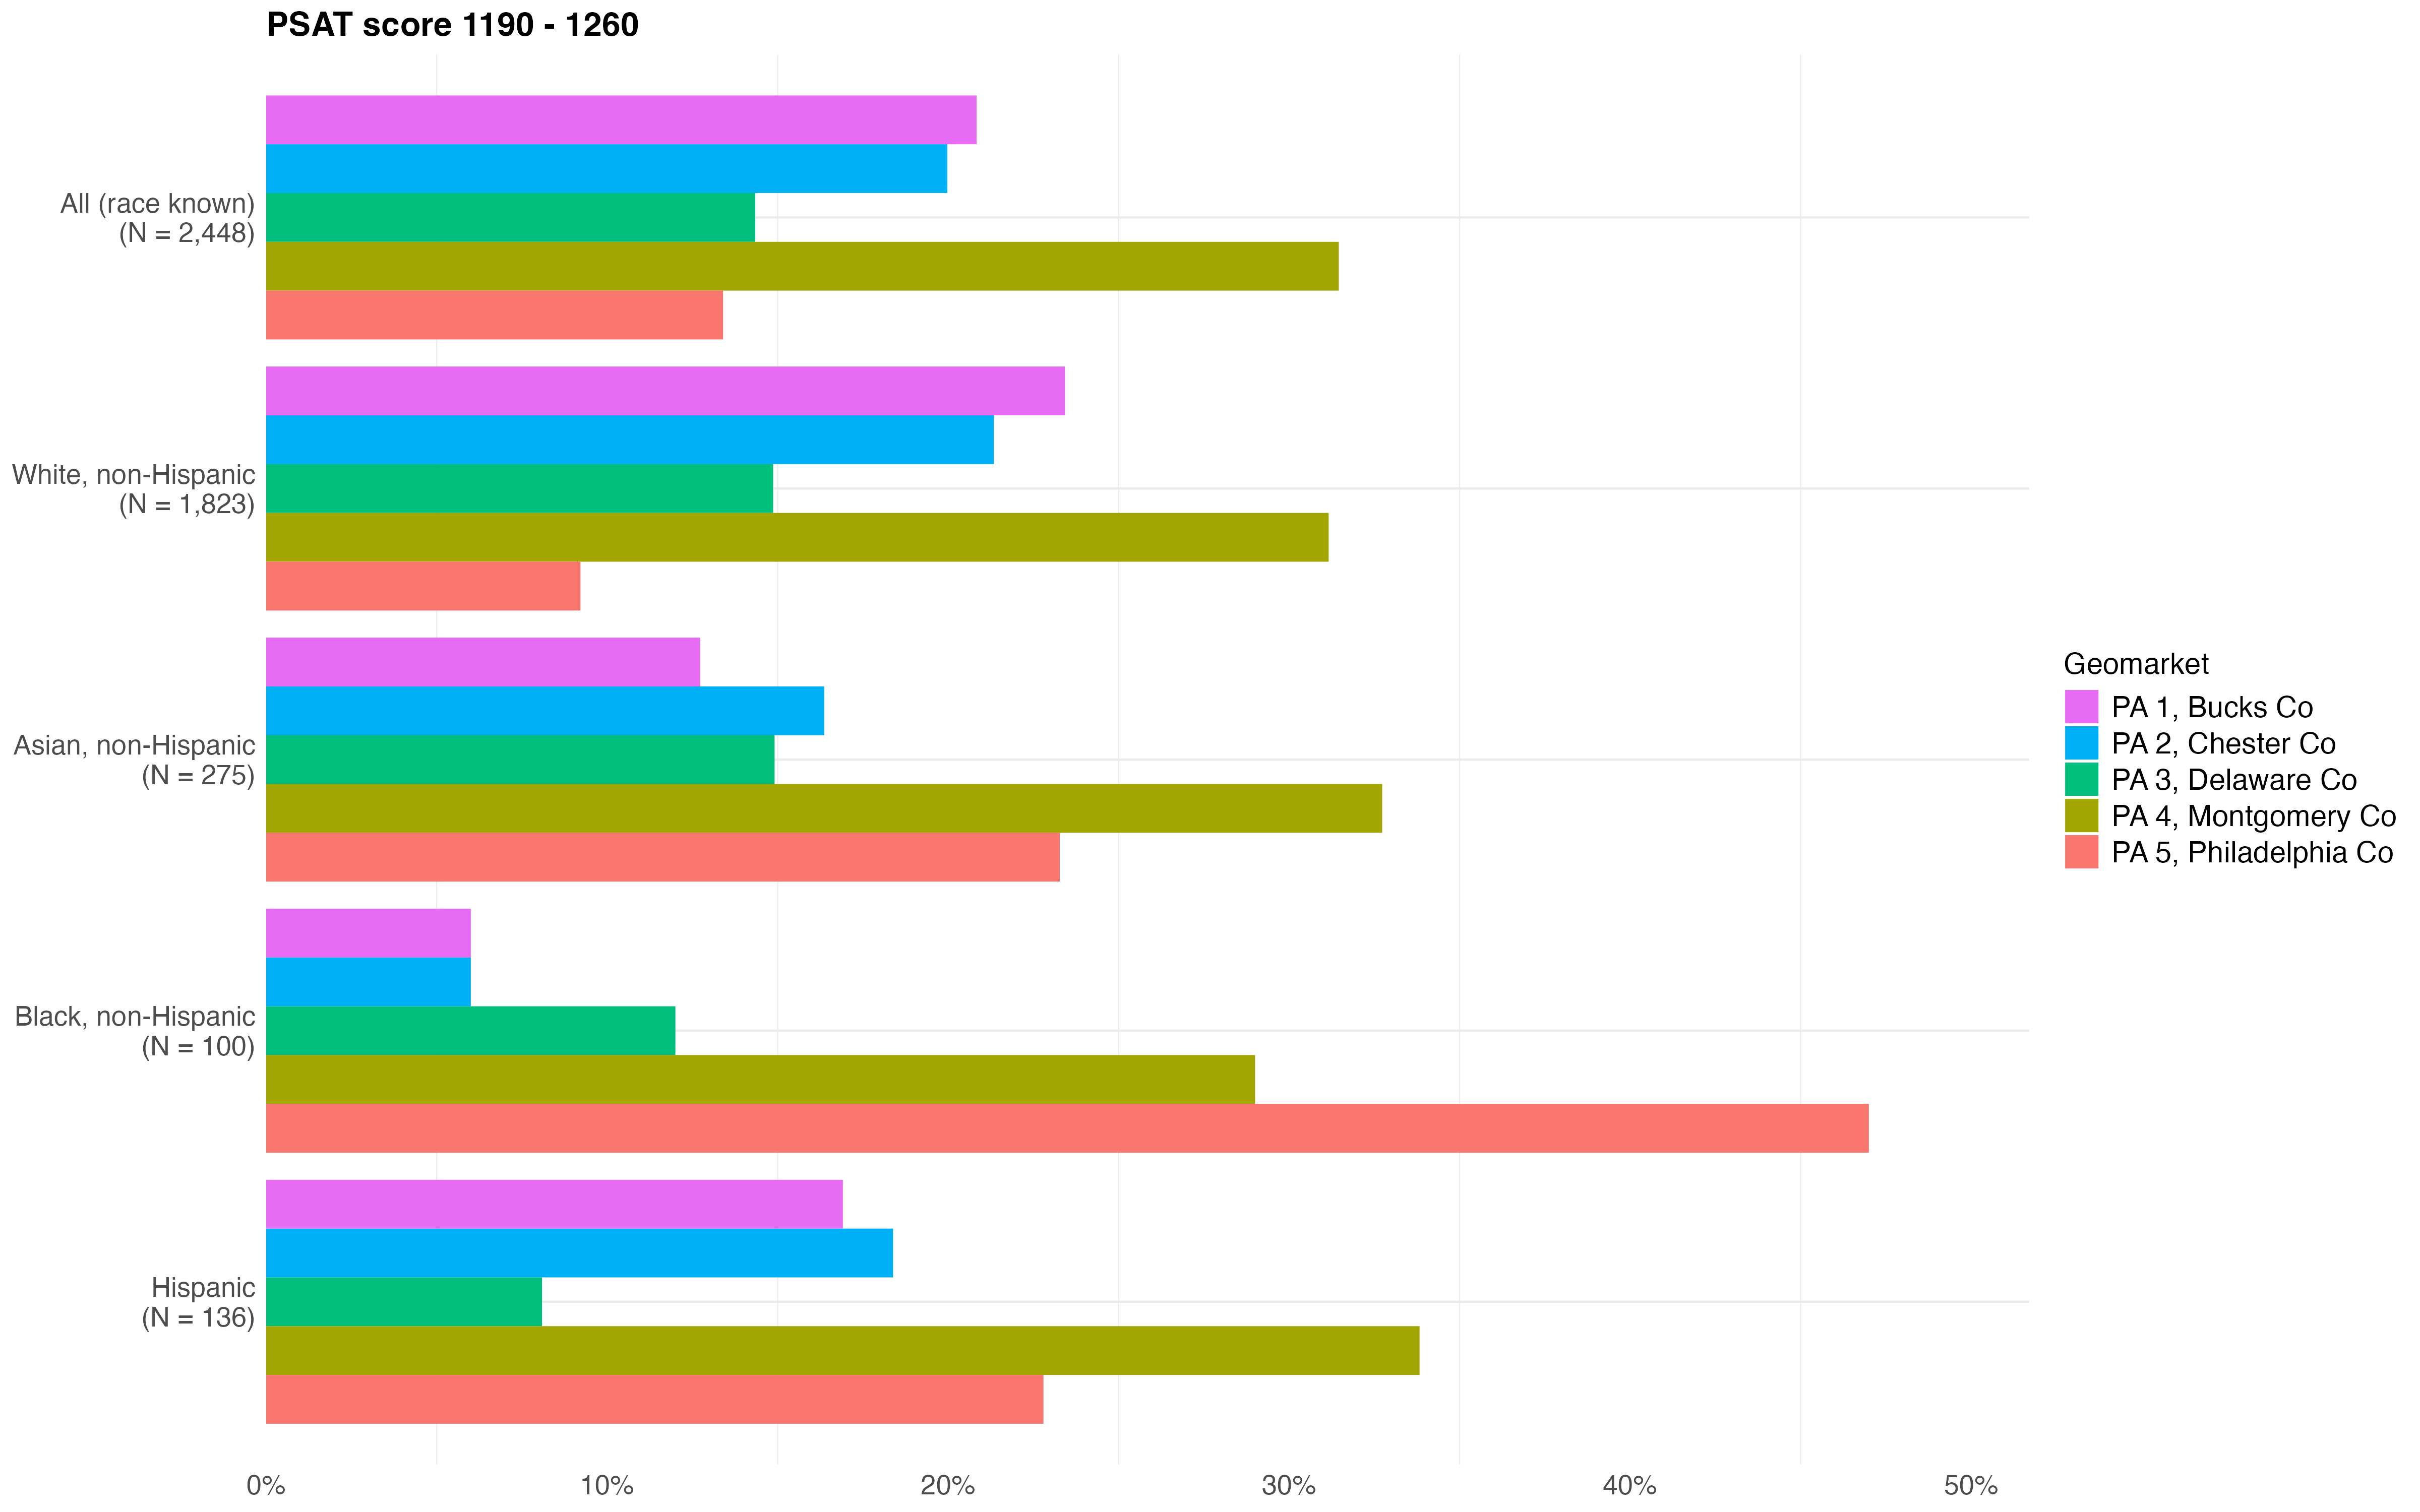 PSAT score 1190 - 1260
All (race known)
(N = 2,448)
White, non-Hispanic
(N = 1,823)
Asian, non-Hispanic
(N = 275)
Black, non-Hispanic
(N = 100)
Hispanic
(N = 136)
0% 10% 20% 30% 40% 50%
Geomarket
PA 1, Bucks Co
PA 2, Chester Co
PA 3, Delaware Co
PA 4, Montgomery Co
PA 5, Philadelphia Co